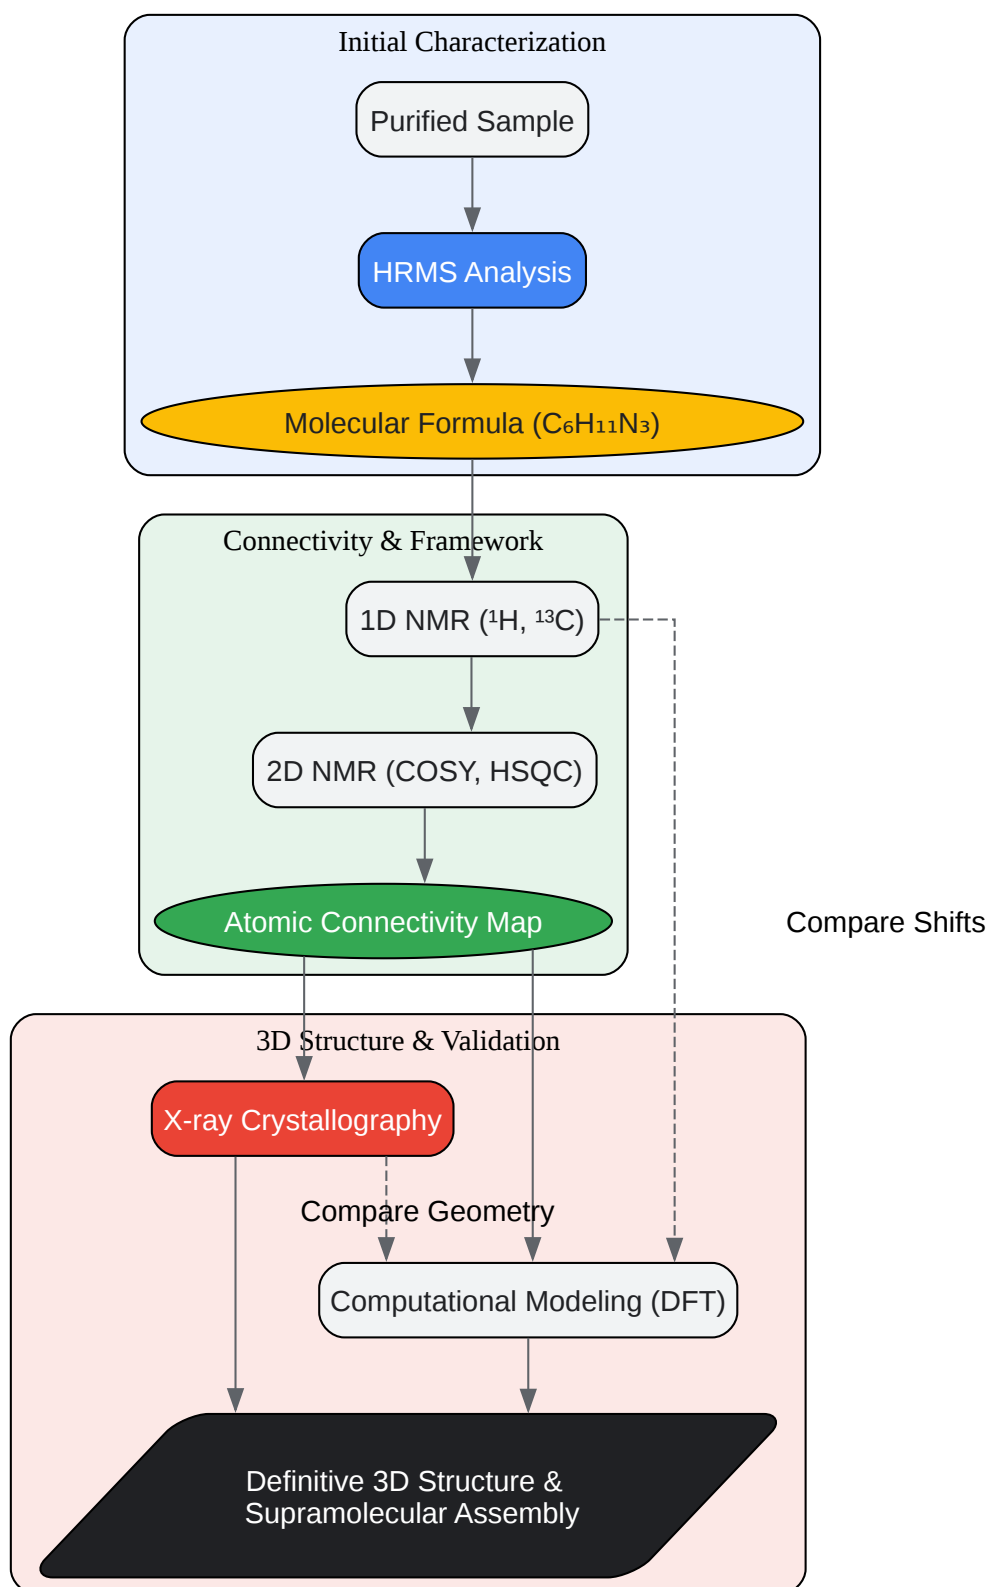 Initial Characterization
Purified Sample
HRMS Analysis
Molecular Formula (C₆H₁₁N₃)
Connectivity & Framework
1D NMR (¹H, ¹³C)
2D NMR (COSY, HSQC)
Atomic Connectivity Map
Compare Shifts
3D Structure & Validation
X-ray Crystallography
Compare Geometry
Computational Modeling (DFT)
Definitive 3D Structure &
Supramolecular Assembly